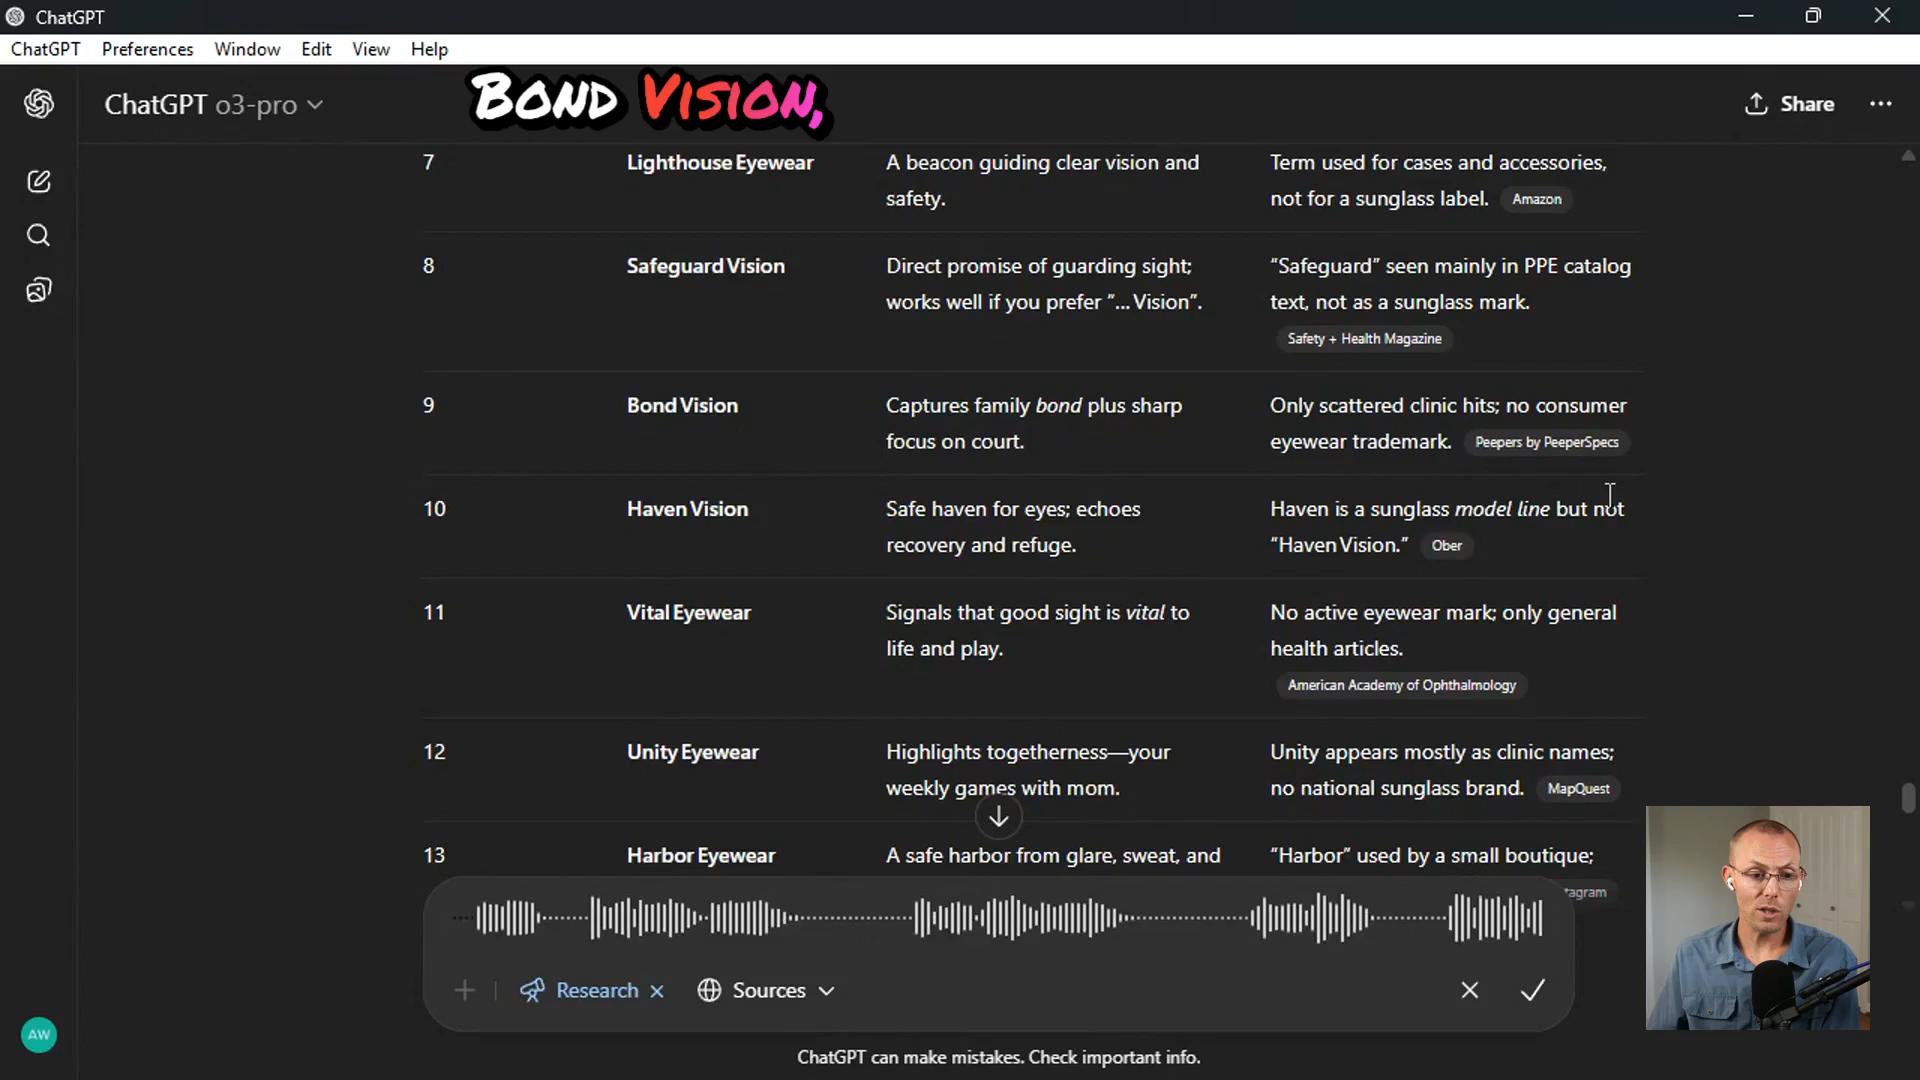 ChatGPT
ChatGPT Preferences Window Edit View Help
ChatGPT o3-pro
Bond Vision,
Share
7 Lighthouse Eyewear A beacon guiding clear vision and Term used for cases and accessories,
safety. not for a sunglass label. Amazon
8 Safeguard Vision Direct promise of guarding sight; “Safeguard” seen mainly in PPE catalog
works well if you prefer “... Vision”. text, not as a sunglass mark.
Safety + Health Magazine
9 Bond Vision Captures family bond plus sharp Only scattered clinic hits; no consumer
focus on court. eyewear trademark. Peepers by PeeperSpecs
10 Haven Vision Safe haven for eyes; echoes Haven is a sunglass model line but not
recovery and refuge. “Haven Vision.” Ober
11 Vital Eyewear Signals that good sight is vital to No active eyewear mark; only general
life and play. health articles.
American Academy of Ophthalmology
12 Unity Eyewear Highlights togetherness—your Unity appears mostly as clinic names;
weekly games with mom. no national sunglass brand. MapQuest
13 Harbor Eyewear A safe harbor from glare, sweat, and “Harbor” used by a small boutique;
tagram
Research Sources
AW
ChatGPT can make mistakes. Check important info.